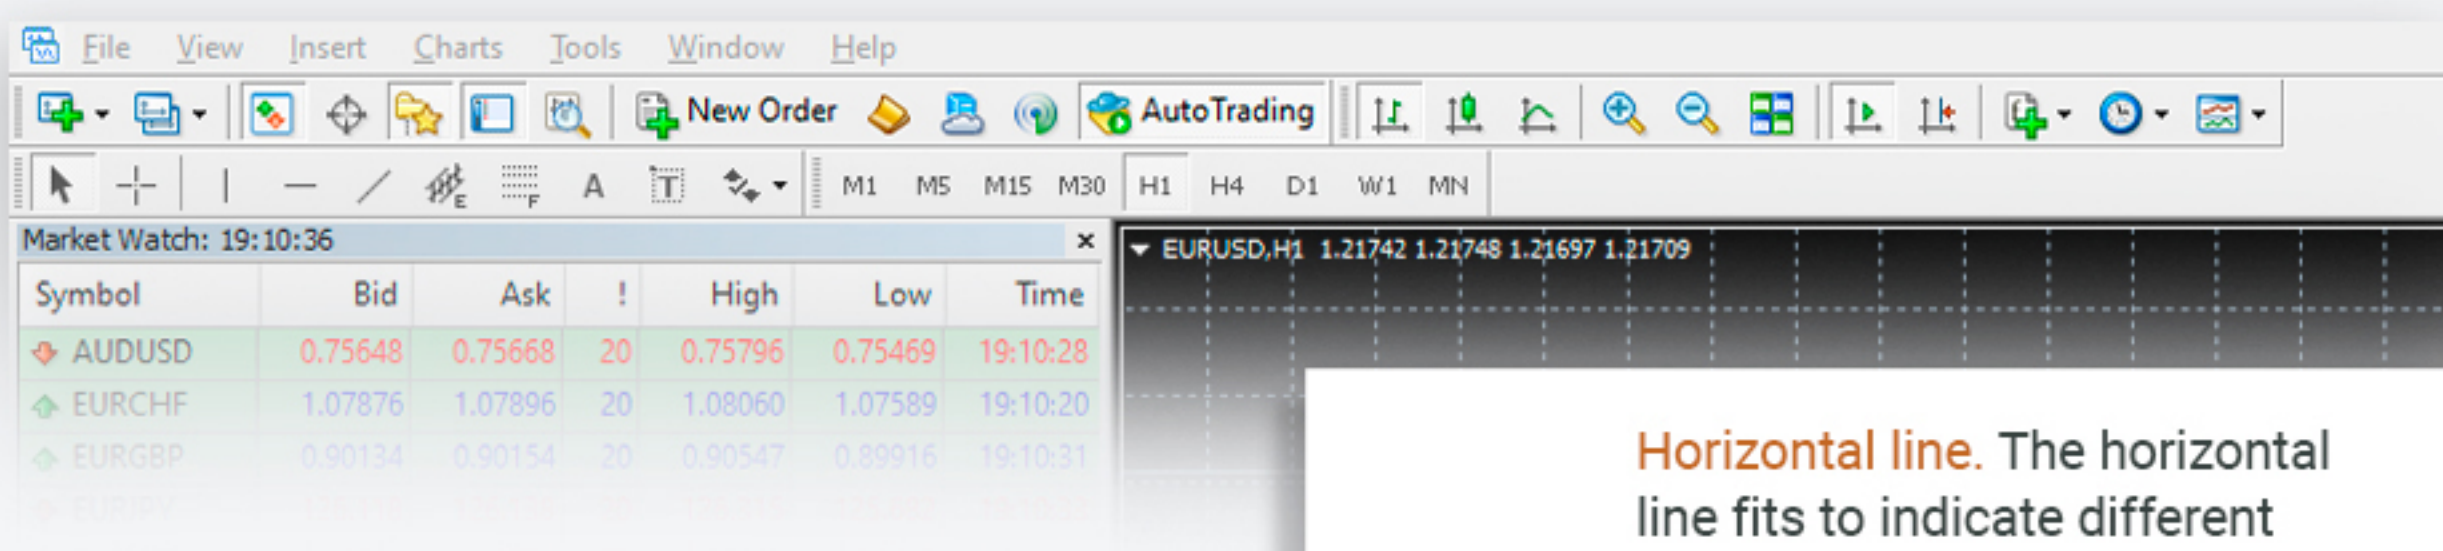 File View Insert Charts Tools Window Help
New Order AutoTrading
E F A T M1 M5 M15 M30 H1 H4 D1 W1 MN
Market Watch: 19:10:36
EURUSD,H1 1.21742 1.21748 1.21697 1.21709
Symbol Bid Ask ! High Low Time
AUDUSD 0.75648 0.75668 20 0.75796 0.75469 19:10:28
EURCHF 1.07876 1.07896 20 1.08060 1.07589 19:10:20
EURGBP 0.90134 0.90154 20 0.90547 0.89916 19:10:31
EURJPY
Horizontal line. The horizontal
line fits to indicate different